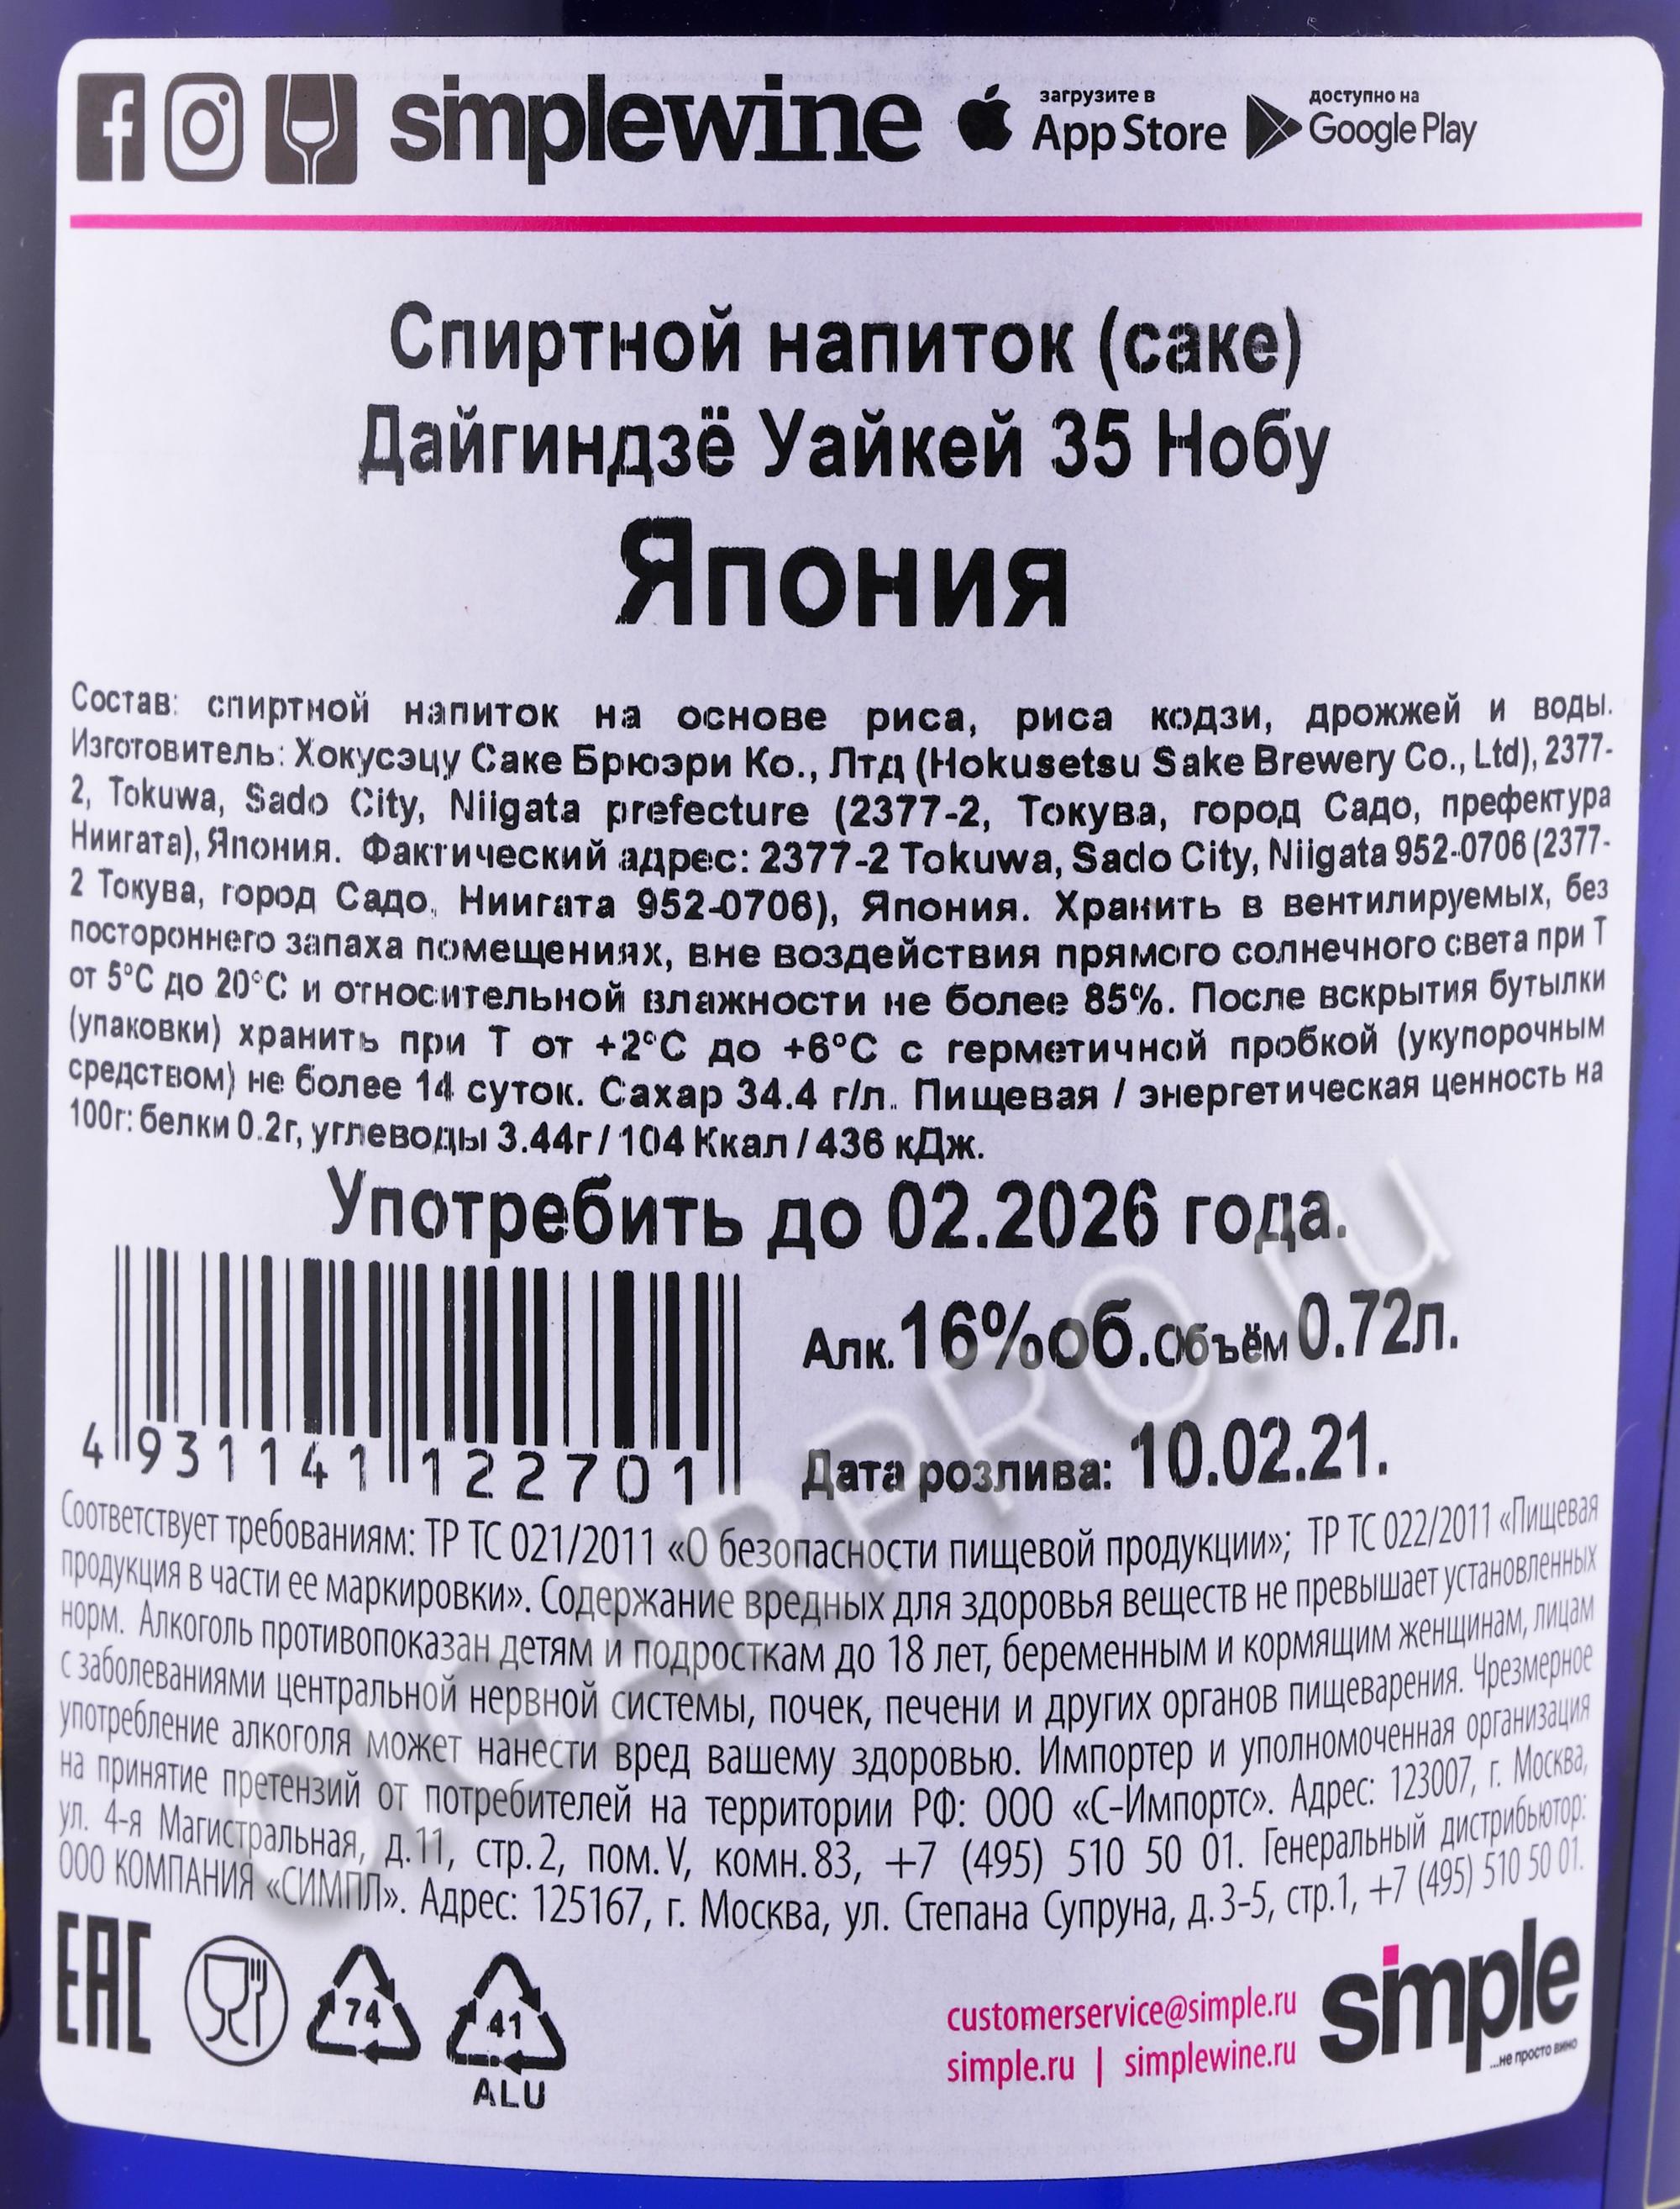 simplewine
загрузите в
App Store
доступно на
Google Play
Спиртной напиток (саке)
Дайгиндзё Уайкей 35 Нобу
Япония
Состав: спиртной напиток на основе риса, риса кодзи, дрожжей и воды.
Изготовитель: Хокусэцу Саке Брюэри Ко., Лтд (Hokusetsu Sake Brewery Co., Ltd), 2377-
2, Tokuwa, Sado City, Niigata prefecture (2377-2, Токува, город Садо, префектура
Ниигата), Япония. Фактический адрес: 2377-2 Tokuwa, Sado City, Niigata 952-0706 (2377-
2 Токува, город Садо, Ниигата 952-0706), Япония. Хранить в вентилируемых, без
постороннего запаха помещениях, вне воздействия прямого солнечного света при Т
от 5°С до 20°С и относительной влажности не более 85%. После вскрытия бутылки
(упаковки) хранить при Т от +2°С до +6°С с герметичной пробкой (укупорочным
средством) не более 14 суток. Сахар 34.4 г/л. Пищевая / энергетическая ценность на
100г: белки 0.2г, углеводы 3.44г / 104 Ккал / 436 кДж.
Употребить до 02.2026 года.
Алк. 16%об. Объём 0.72л.
Дата розлива: 10.02.21.
4 931141 122701
Соответствует требованиям: ТР ТС 021/2011 «О безопасности пищевой продукции»; ТР ТС 022/2011 «Пищевая
продукция в части ее маркировки». Содержание вредных для здоровья веществ не превышает установленных
норм. Алкоголь противопоказан детям и подросткам до 18 лет, беременным и кормящим женщинам, лицам
с заболеваниями центральной нервной системы, почек, печени и других органов пищеварения. Чрезмерное
употребление алкоголя может нанести вред вашему здоровью. Импортер и уполномоченная организация
на принятие претензий от потребителей на территории РФ: ООО «С-Импортс». Адрес: 123007, г. Москва,
ул. 4-я Магистральная, д. 11, стр. 2, пом. V, комн. 83, +7 (495) 510 50 01. Генеральный дистрибьютор:
ООО КОМПАНИЯ «СИМПЛ». Адрес: 125167, г. Москва, ул. Степана Супруна, д. 3-5, стр. 1, +7 (495) 510 50 01.
EAC
74
41
ALU
customerservice@simple.ru
simple.ru | simplewine.ru
simple
...не просто вино
CIGARPRO.ru